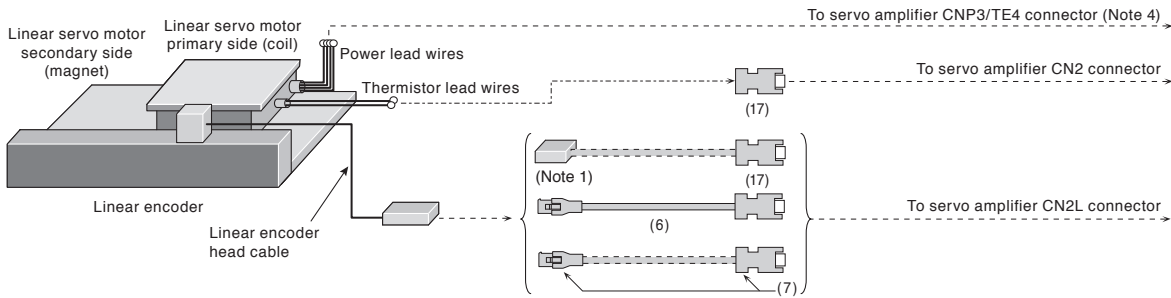 To servo amplifier CNP3/TE4 connector (Note 4)
Linear servo motor
secondary side
(magnet)
Linear servo motor
primary side (coil)
Power lead wires
Thermistor lead wires
(17)
To servo amplifier CN2 connector
(Note 1)
(17)
Linear encoder
Linear encoder
head cable
(6)
To servo amplifier CN2L connector
(7)